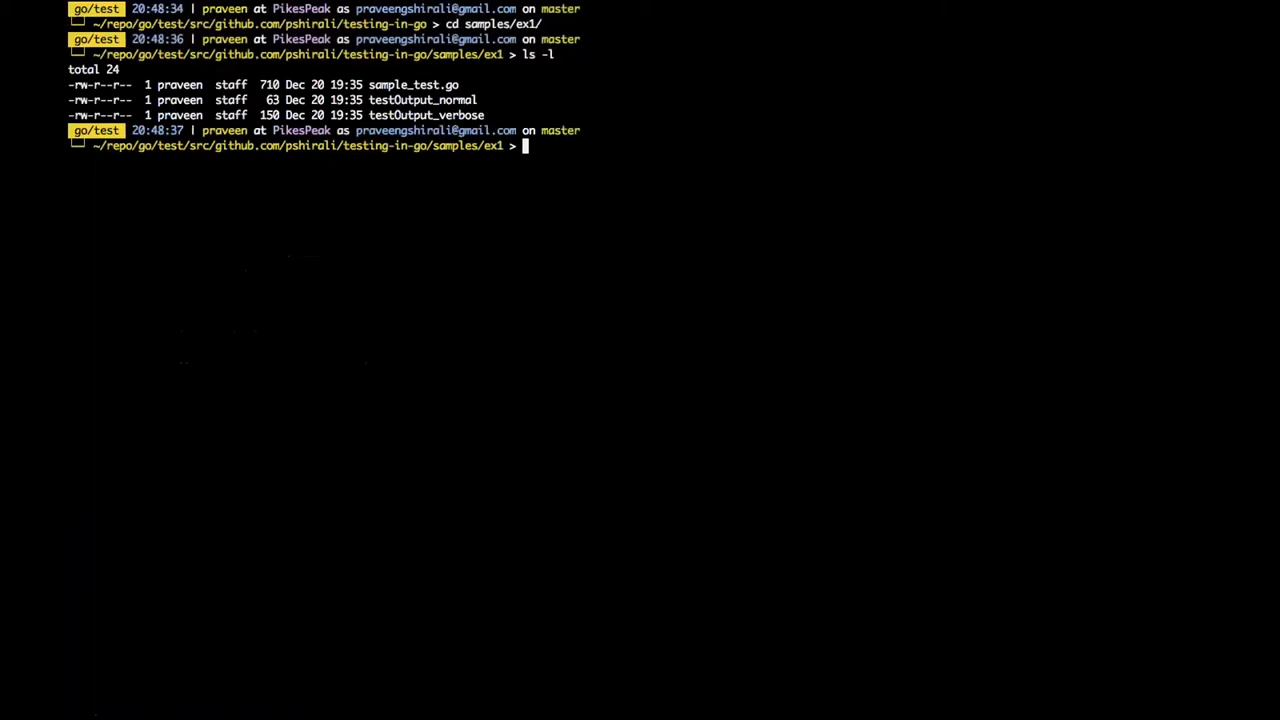 go/test 20:48:34 | praveen at PikesPeak as praveengshirali@gmail.com on master
└─┘ ~/repo/go/test/src/github.com/pshirali/testing-in-go > cd samples/ex1/
go/test 20:48:36 | praveen at PikesPeak as praveengshirali@gmail.com on master
└─┘ ~/repo/go/test/src/github.com/pshirali/testing-in-go/samples/ex1 > ls -l
total 24
-rw-r--r-- 1 praveen staff 710 Dec 20 19:35 sample_test.go
-rw-r--r-- 1 praveen staff 63 Dec 20 19:35 testOutput_normal
-rw-r--r-- 1 praveen staff 150 Dec 20 19:35 testOutput_verbose
go/test 20:48:37 | praveen at PikesPeak as praveengshirali@gmail.com on master
└─┘ ~/repo/go/test/src/github.com/pshirali/testing-in-go/samples/ex1 >